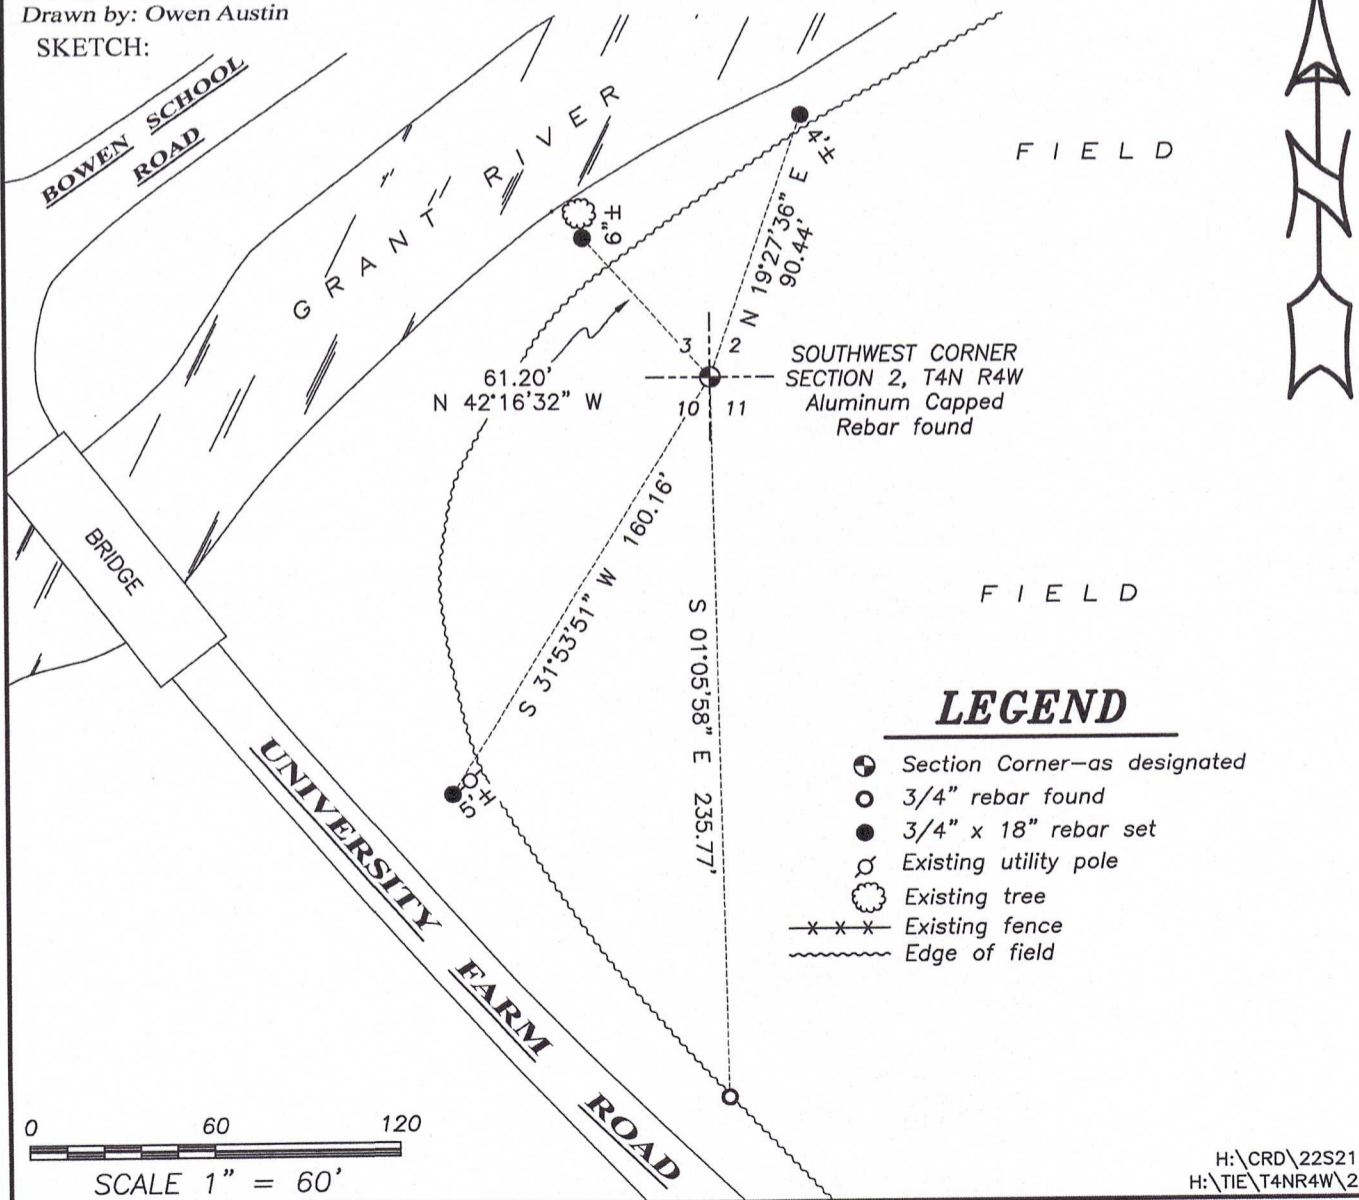 Drawn by: Owen Austin
SKETCH:
BOWEN SCHOOL
ROAD
GRANT RIVER
FIELD
4'±
6"±
N 19°27'36" E
90.44'
3 2
10 11
SOUTHWEST CORNER
SECTION 2, T4N R4W
Aluminum Capped
Rebar found
61.20'
N 42°16'32" W
S 31°53'51" W 160.16'
S 01°05'58" E 235.77'
BRIDGE
FIELD
5'±
UNIVERSITY FARM ROAD
LEGEND
Section Corner—as designated
3/4" rebar found
3/4" x 18" rebar set
Existing utility pole
Existing tree
Existing fence
Edge of field
0 60 120
SCALE 1" = 60'
N
H:\CRD\22S21
H:\TIE\T4NR4W\2